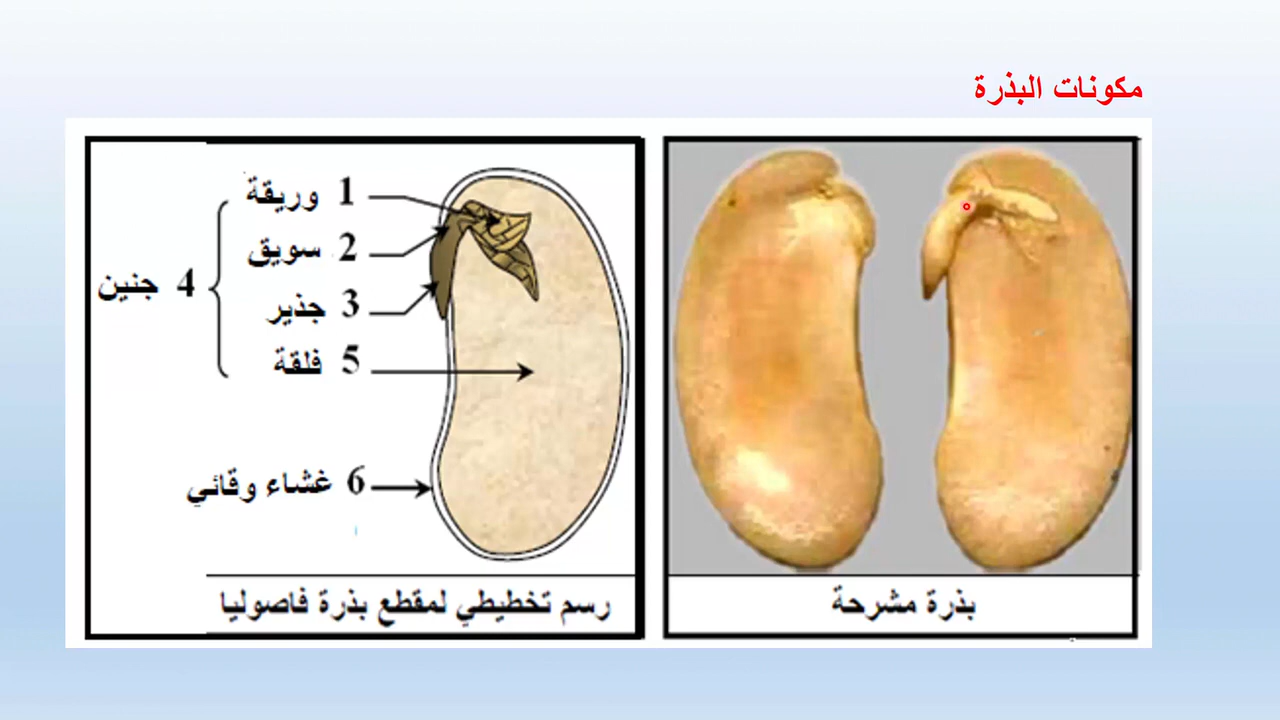 مكونات البذرة
1 وريقة
2 سويق
3 جذير
4 جنين
5 فلقة
6 غشاء وقائي
رسم تخطيطي لمقطع بذرة فاصوليا
بذرة مشرحة